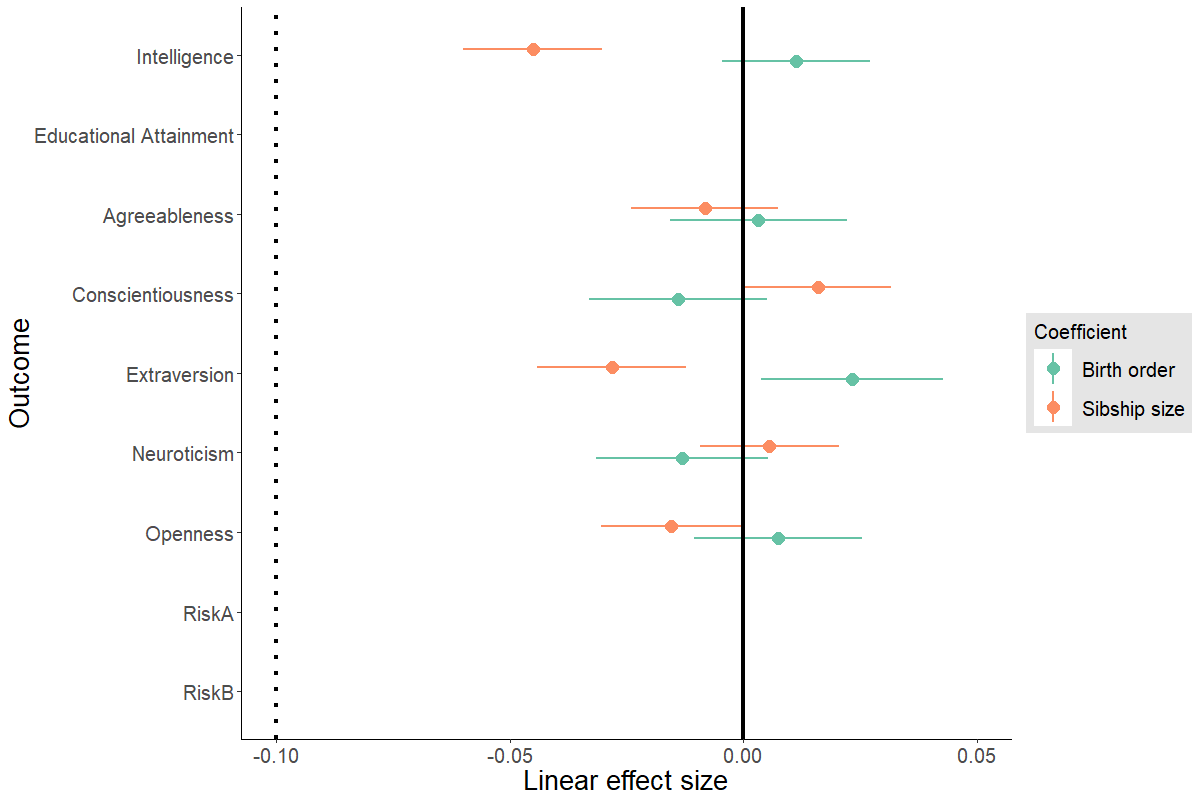 Intelligence
Educational Attainment
Agreeableness
Conscientiousness
Extraversion
Neuroticism
Openness
RiskA
RiskB
Outcome
-0.10 -0.05 0.00 0.05
Linear effect size
Coefficient
Birth order
Sibship size